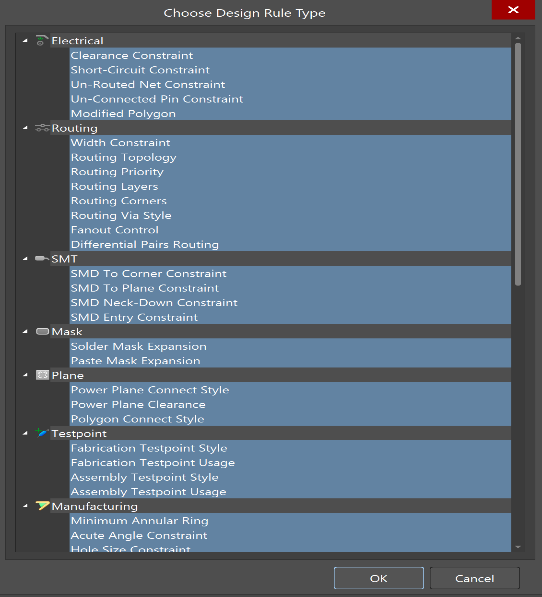 Choose Design Rule Type
Electrical
Clearance Constraint
Short-Circuit Constraint
Un-Routed Net Constraint
Un-Connected Pin Constraint
Modified Polygon
Routing
Width Constraint
Routing Topology
Routing Priority
Routing Layers
Routing Corners
Routing Via Style
Fanout Control
Differential Pairs Routing
SMT
SMD To Corner Constraint
SMD To Plane Constraint
SMD Neck-Down Constraint
SMD Entry Constraint
Mask
Solder Mask Expansion
Paste Mask Expansion
Plane
Power Plane Connect Style
Power Plane Clearance
Polygon Connect Style
Testpoint
Fabrication Testpoint Style
Fabrication Testpoint Usage
Assembly Testpoint Style
Assembly Testpoint Usage
Manufacturing
Minimum Annular Ring
Acute Angle Constraint
Hole Size Constraint
OK Cancel